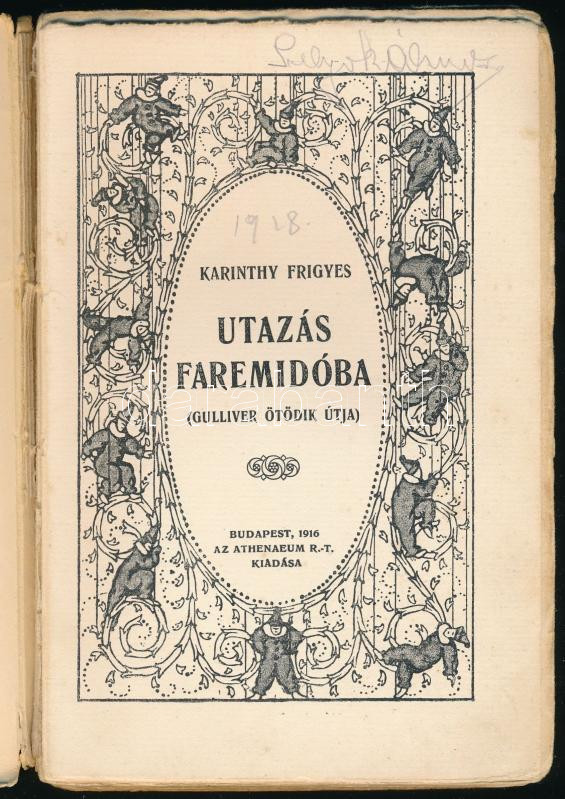 1918.
KARINTHY FRIGYES
UTAZÁS
FAREMIDÓBA
(GULLIVER ÖTÖDIK ÚTJA)
BUDAPEST, 1916
AZ ATHENAEUM R.-T.
KIADÁSA